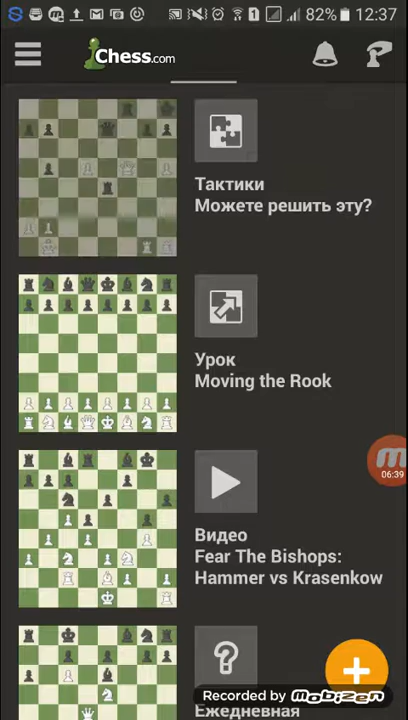 82% 12:37
Chess.com
Тактики
Можете решить эту?
Урок
Moving the Rook
06:39
Видео
Fear The Bishops:
Hammer vs Krasenkow
Ежедневная
Recorded by MOBIZEN